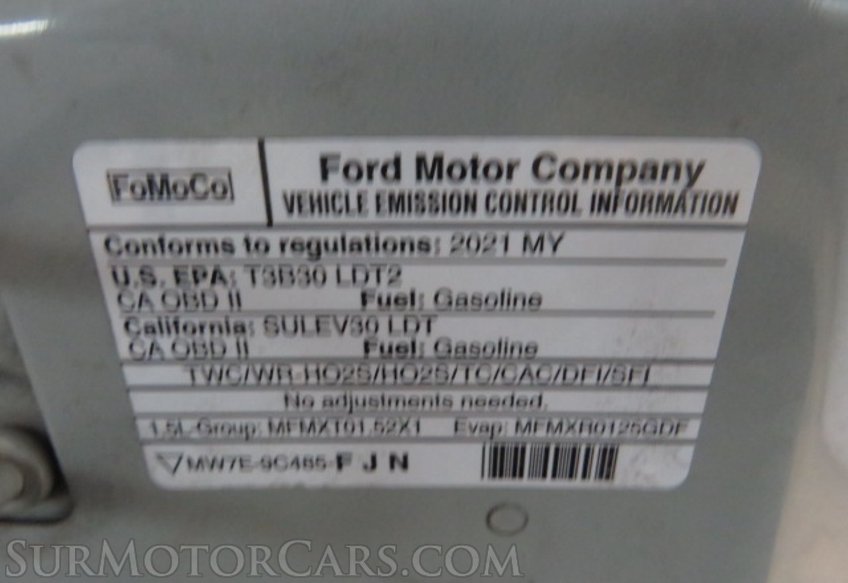 FoMoCo
Ford Motor Company
VEHICLE EMISSION CONTROL INFORMATION
Conforms to regulations: 2021 MY
U.S. EPA: T3B30 LDT2
CA OBD II Fuel: Gasoline
California: SULEV30 LDT
CA OBD II Fuel: Gasoline
TWC/WR-HO2S/HO2S/TC/CAC/DFI/SFI
No adjustments needed.
1.5L-Group: MFMXT01.52X1 Evap: MFMXR0125GDF
MW7E-9C485-F J N
SurMotorCars.com